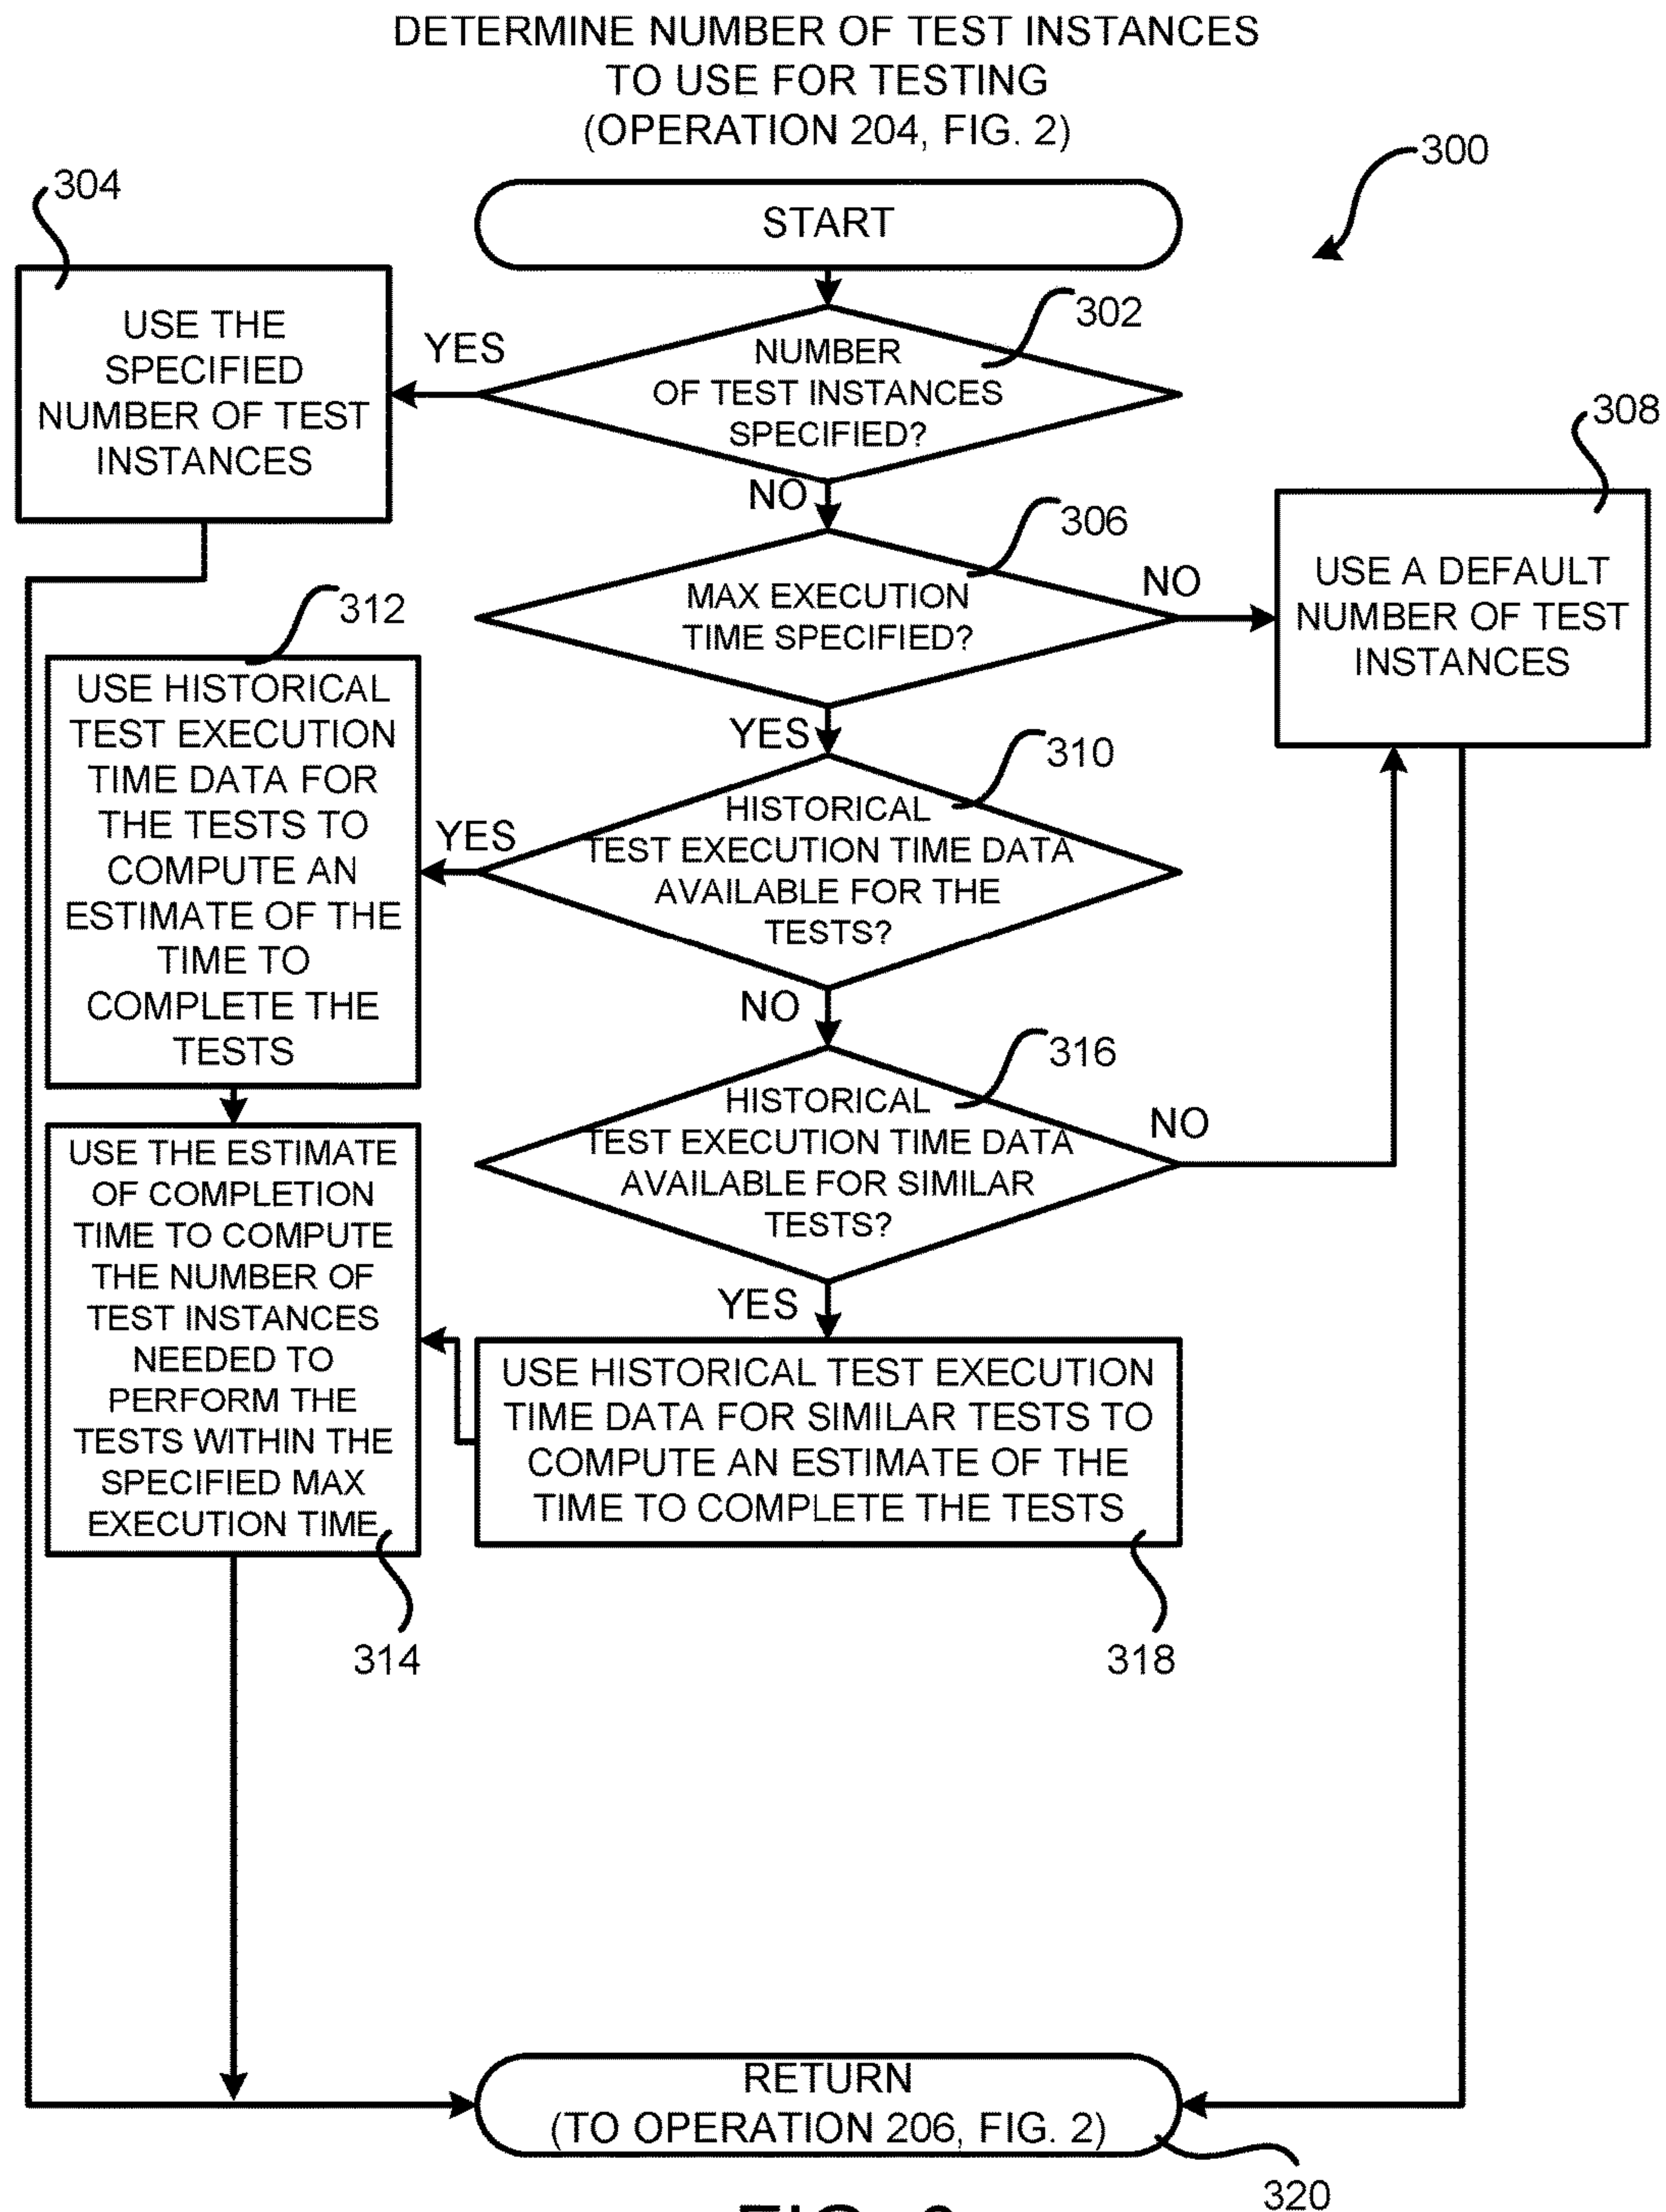 DETERMINE NUMBER OF TEST INSTANCES
TO USE FOR TESTING
(OPERATION 204, FIG. 2)
300
304
START
302
USE THE
SPECIFIED
NUMBER OF TEST
INSTANCES
YES
NUMBER
OF TEST INSTANCES
SPECIFIED?
NO
308
306
MAX EXECUTION
TIME SPECIFIED?
NO
USE A DEFAULT
NUMBER OF TEST
INSTANCES
312
YES
310
USE HISTORICAL
TEST EXECUTION
TIME DATA FOR
THE TESTS TO
COMPUTE AN
ESTIMATE OF THE
TIME TO
COMPLETE THE
TESTS
YES
HISTORICAL
TEST EXECUTION TIME DATA
AVAILABLE FOR THE
TESTS?
NO
316
HISTORICAL
TEST EXECUTION TIME DATA
AVAILABLE FOR SIMILAR
TESTS?
NO
YES
USE THE ESTIMATE
OF COMPLETION
TIME TO COMPUTE
THE NUMBER OF
TEST INSTANCES
NEEDED TO
PERFORM THE
TESTS WITHIN THE
SPECIFIED MAX
EXECUTION TIME
USE HISTORICAL TEST EXECUTION
TIME DATA FOR SIMILAR TESTS TO
COMPUTE AN ESTIMATE OF THE
TIME TO COMPLETE THE TESTS
314
318
RETURN
(TO OPERATION 206, FIG. 2)
320